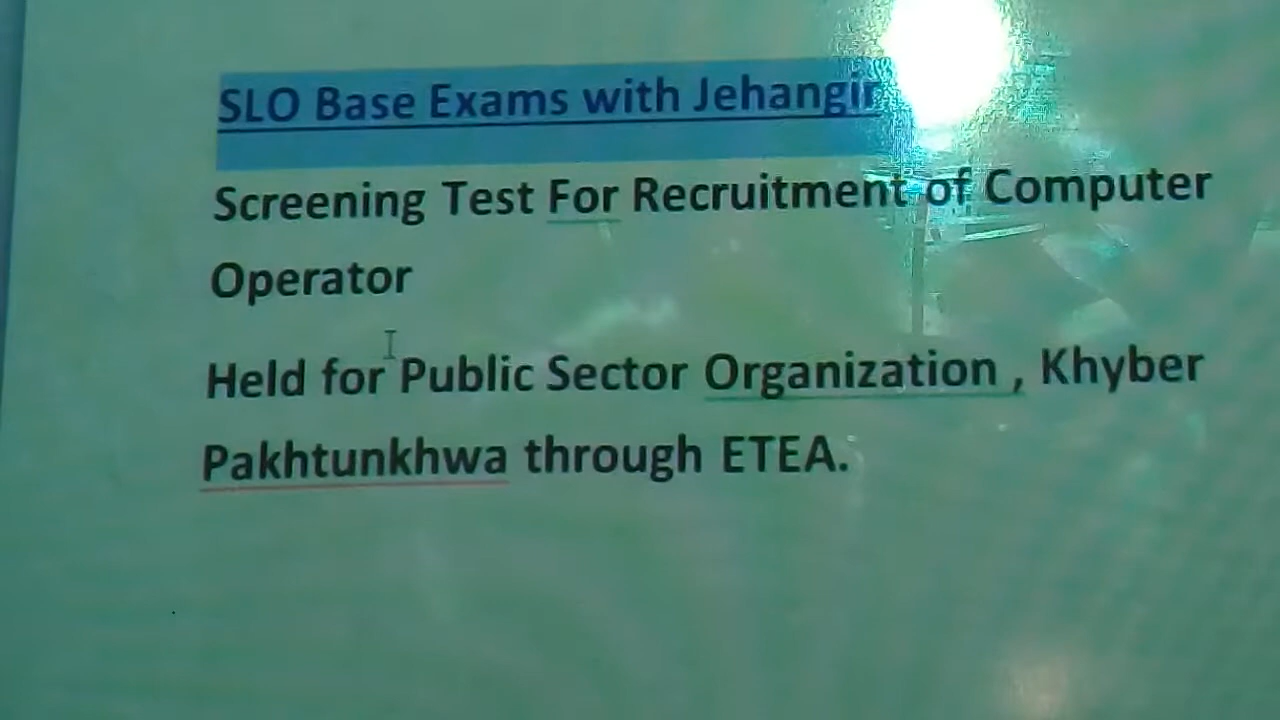 SLO Base Exams with Jehangir
Screening Test For Recruitment of Computer
Operator
Held for Public Sector Organization , Khyber
Pakhtunkhwa through ETEA.